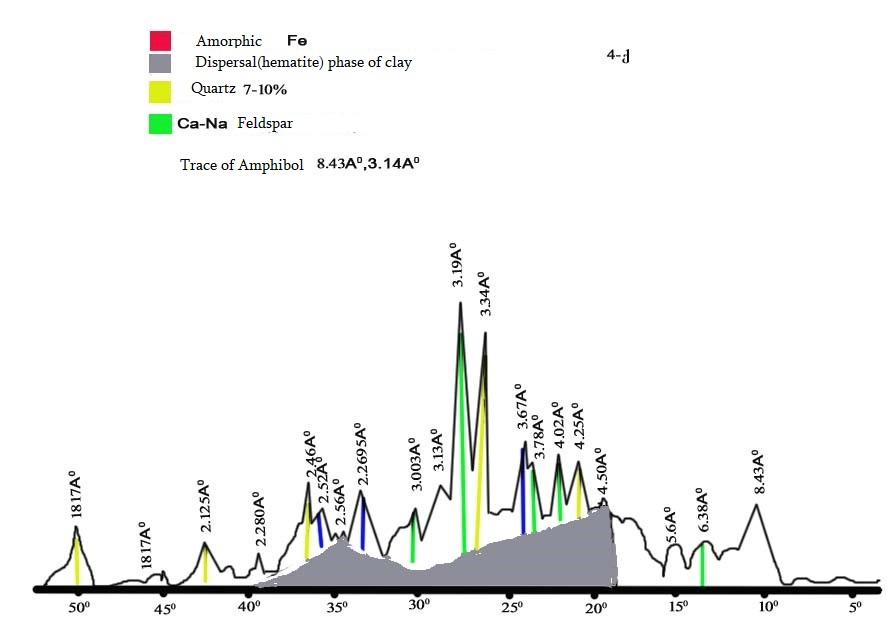 Amorphic Fe
Dispersal(hematite) phase of clay
4-J
Quartz 7-10%
Ca-Na Feldspar
Trace of Amphibol 8.43A⁰,3.14A⁰
1817A⁰
1817A⁰
2.125A⁰
2.280A⁰
2.46A⁰
2.52A⁰
2.56A⁰
2.2695A⁰
3.003A⁰
3.13A⁰
3.19A⁰
3.34A⁰
3.67A⁰
3.78A⁰
4.02A⁰
4.25A⁰
4.50A⁰
5.6A⁰
6.38A⁰
8.43A⁰
50⁰ 45⁰ 40⁰ 35⁰ 30⁰ 25⁰ 20⁰ 15⁰ 10⁰ 5⁰